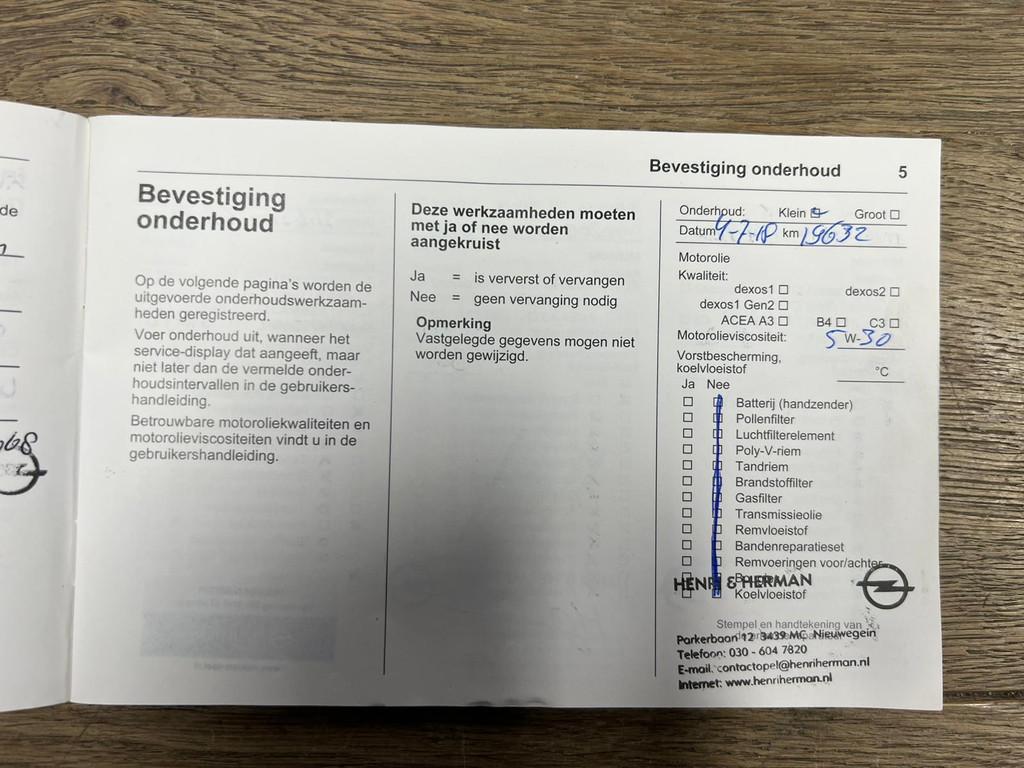 de
68
Bevestiging onderhoud 5
Bevestiging
onderhoud
Op de volgende pagina's worden de
uitgevoerde onderhoudswerkzaam-
heden geregistreerd.
Voer onderhoud uit, wanneer het
service-display dat aangeeft, maar
niet later dan de vermelde onder-
houdsintervallen in de gebruikers-
handleiding.
Betrouwbare motoroliekwaliteiten en
motorolieviscositeiten vindt u in de
gebruikershandleiding.
Deze werkzaamheden moeten
met ja of nee worden
aangekruist
Ja = is ververst of vervangen
Nee = geen vervanging nodig
Opmerking
Vastgelegde gegevens mogen niet
worden gewijzigd.
Onderhoud: Klein Groot
Datum 4-7-18 km 19632
Motorolie
Kwaliteit:
dexos1 dexos2
dexos1 Gen2
ACEA A3 B4 C3
Motorolieviscositeit: 5W-30
Vorstbescherming,
koelvloeistof °C
Ja Nee
Batterij (handzender)
Pollenfilter
Luchtfilterelement
Poly-V-riem
Tandriem
Brandstoffilter
Gasfilter
Transmissieolie
Remvloeistof
Bandenreparatieset
Remvoeringen voor/achter
HENRI & HERMAN
Koelvloeistof
Stempel en handtekening van
Parkerbaan 12 3439 MC Nieuwegein
Telefoon: 030 - 604 7820
E-mail: contactopel@henriherman.nl
Internet: www.henriherman.nl